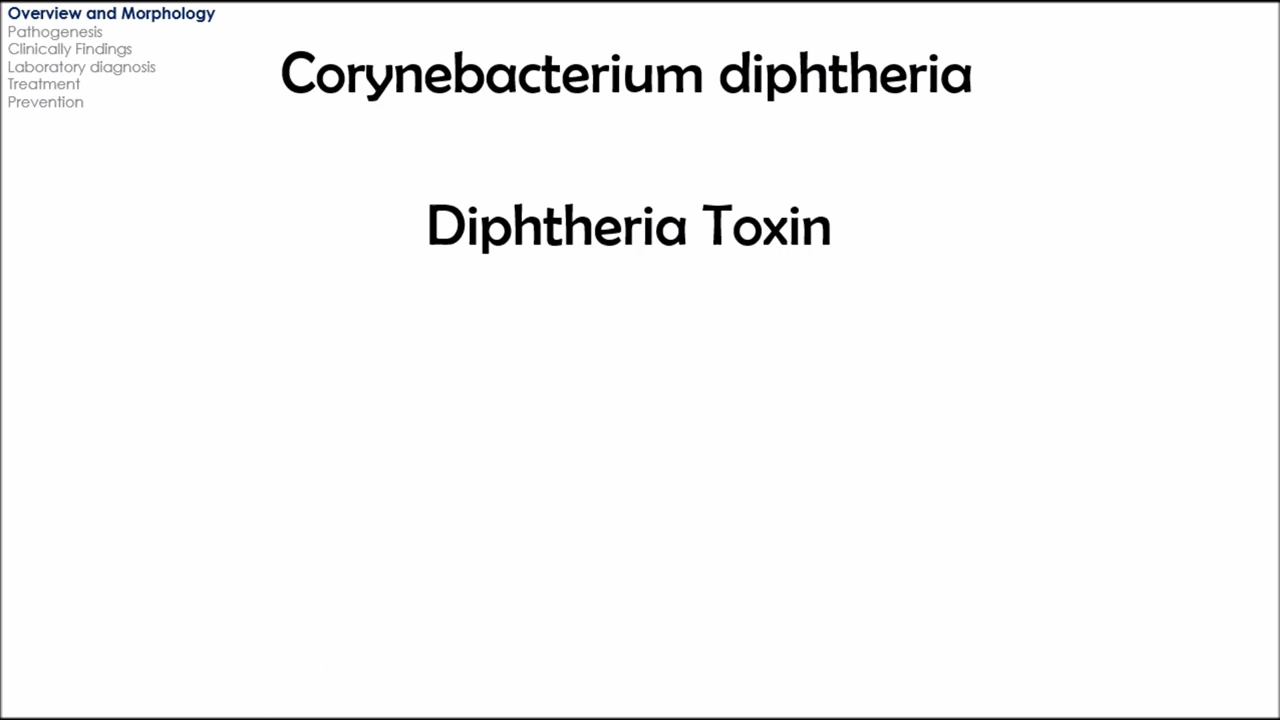 Overview and Morphology
Pathogenesis
Clinically Findings
Laboratory diagnosis
Treatment
Prevention
Corynebacterium diphtheria
Diphtheria Toxin